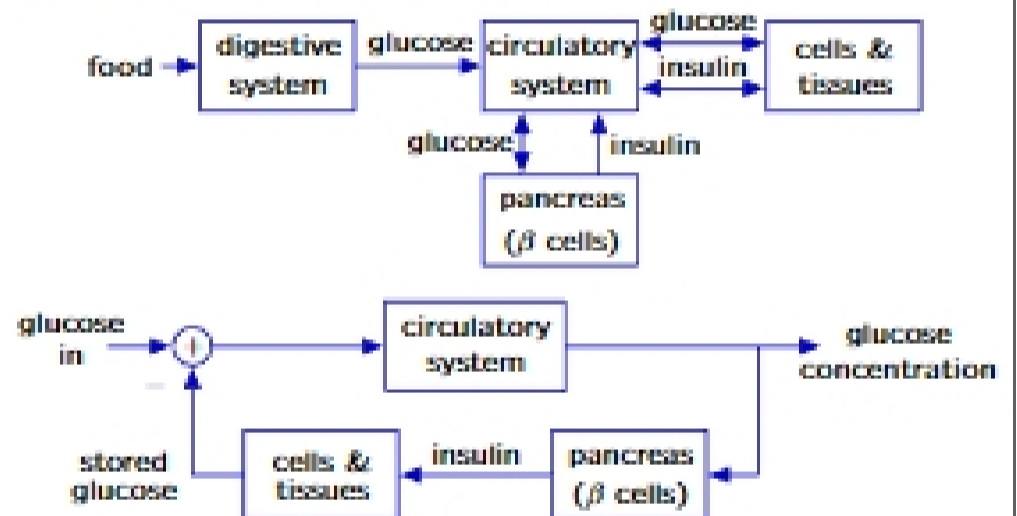 food
digestive
system
glucose
circulatory
system
glucose
insulin
cells &
tissues
glucose
insulin
pancreas
(β cells)
glucose
in
+
−
circulatory
system
glucose
concentration
stored
glucose
cells &
tissues
insulin
pancreas
(β cells)